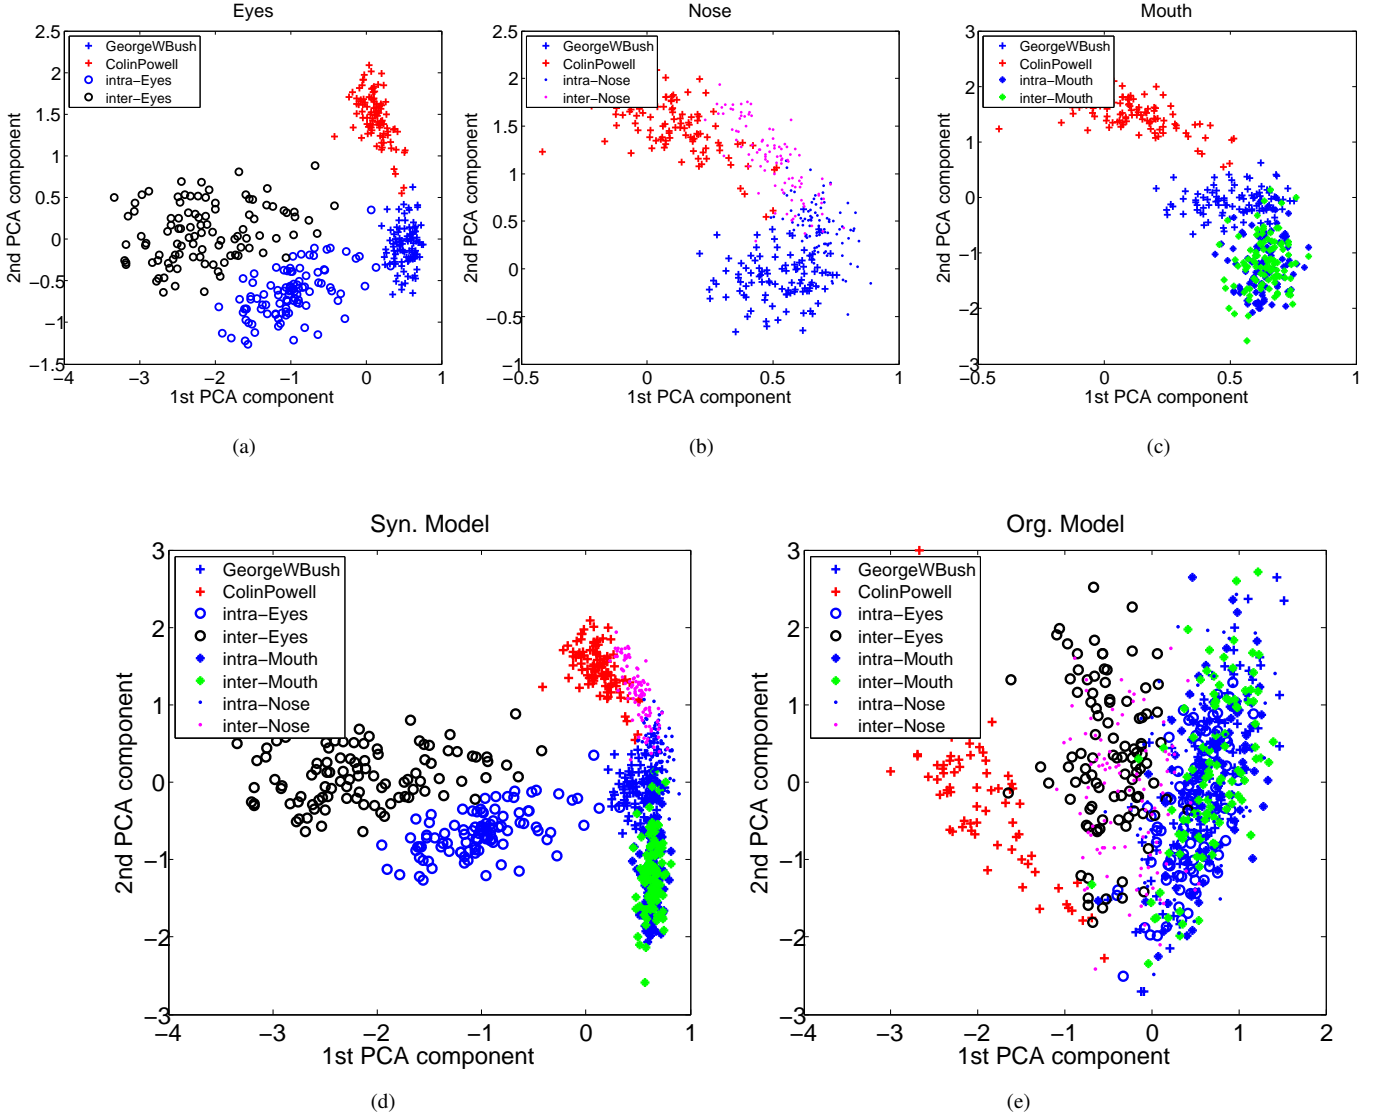 Eyes
2.5
2
1.5
1
0.5
0
−0.5
−1
−1.5
−4
−3
−2
−1
0
1
1st PCA component
2nd PCA component
GeorgeWBush
ColinPowell
intra−Eyes
inter−Eyes
(a)
Nose
2.5
2
1.5
1
0.5
0
−0.5
−1
−0.5
0
0.5
1
1st PCA component
2nd PCA component
GeorgeWBush
ColinPowell
intra−Nose
inter−Nose
(b)
Mouth
3
2
1
0
−1
−2
−3
−0.5
0
0.5
1
1st PCA component
2nd PCA component
GeorgeWBush
ColinPowell
intra−Mouth
inter−Mouth
(c)
Syn. Model
3
2
1
0
−1
−2
−3
−4
−3
−2
−1
0
1
1st PCA component
2nd PCA component
GeorgeWBush
ColinPowell
intra−Eyes
inter−Eyes
intra−Mouth
inter−Mouth
intra−Nose
inter−Nose
(d)
Org. Model
3
2
1
0
−1
−2
−3
−4
−3
−2
−1
0
1
2
1st PCA component
2nd PCA component
GeorgeWBush
ColinPowell
intra−Eyes
inter−Eyes
intra−Mouth
inter−Mouth
intra−Nose
inter−Nose
(e)